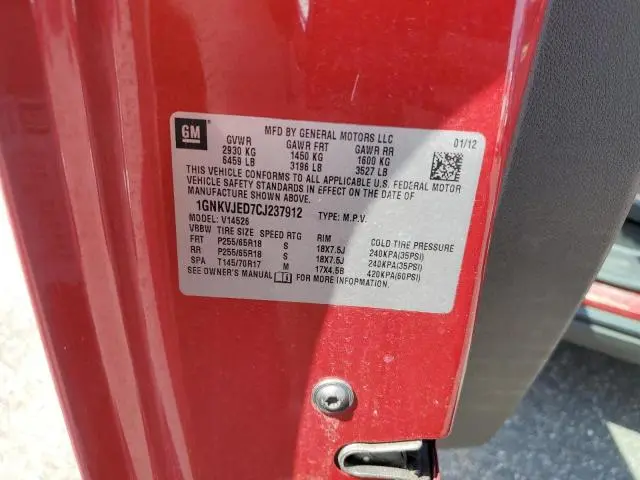 GM
MFD BY GENERAL MOTORS LLC 01/12
GVWR GAWR FRT GAWR RR
2930 KG 1450 KG 1600 KG
6459 LB 3196 LB 3527 LB
THIS VEHICLE CONFORMS TO ALL APPLICABLE U.S. FEDERAL MOTOR
VEHICLE SAFETY STANDARDS IN EFFECT ON THE DATE OF
MANUFACTURE SHOWN ABOVE.
1GNKVJED7CJ237912 TYPE: M.P.V.
MODEL: V14526
VRBW TIRE SIZE SPEED RTG RIM COLD TIRE PRESSURE
FRT P255/65R18 S 18X7.5J 240KPA(35PSI)
RR P255/65R18 S 18X7.5J 240KPA(35PSI)
SPA T145/70R17 M 17X4.5B 420KPA(60PSI)
SEE OWNER'S MANUAL FOR MORE INFORMATION.